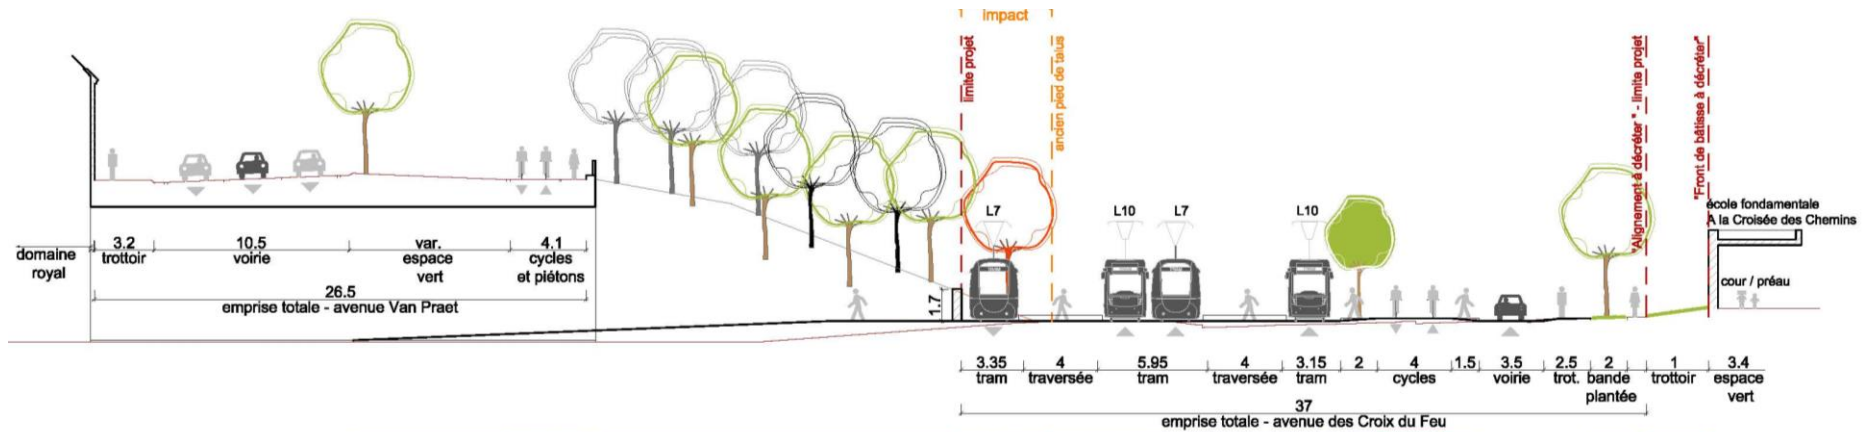 impact
limite projet
ancien pied de talus
"Alignement à décréter" - limite projet
"Front de bâtisse à décréter"
L7
L10
L7
L10
école fondamentale
A la Croisée des Chemins
cour / préau
1.7
domaine
royal
3.2
trottoir
10.5
voirie
var.
espace
vert
4.1
cycles
et piétons
26.5
emprise totale - avenue Van Praet
3.35
tram
4
traversée
5.95
tram
4
traversée
3.15
tram
2
4
cycles
1.5
3.5
voirie
2.5
trot.
2
bande
plantée
1
trottoir
3.4
espace
vert
37
emprise totale - avenue des Croix du Feu